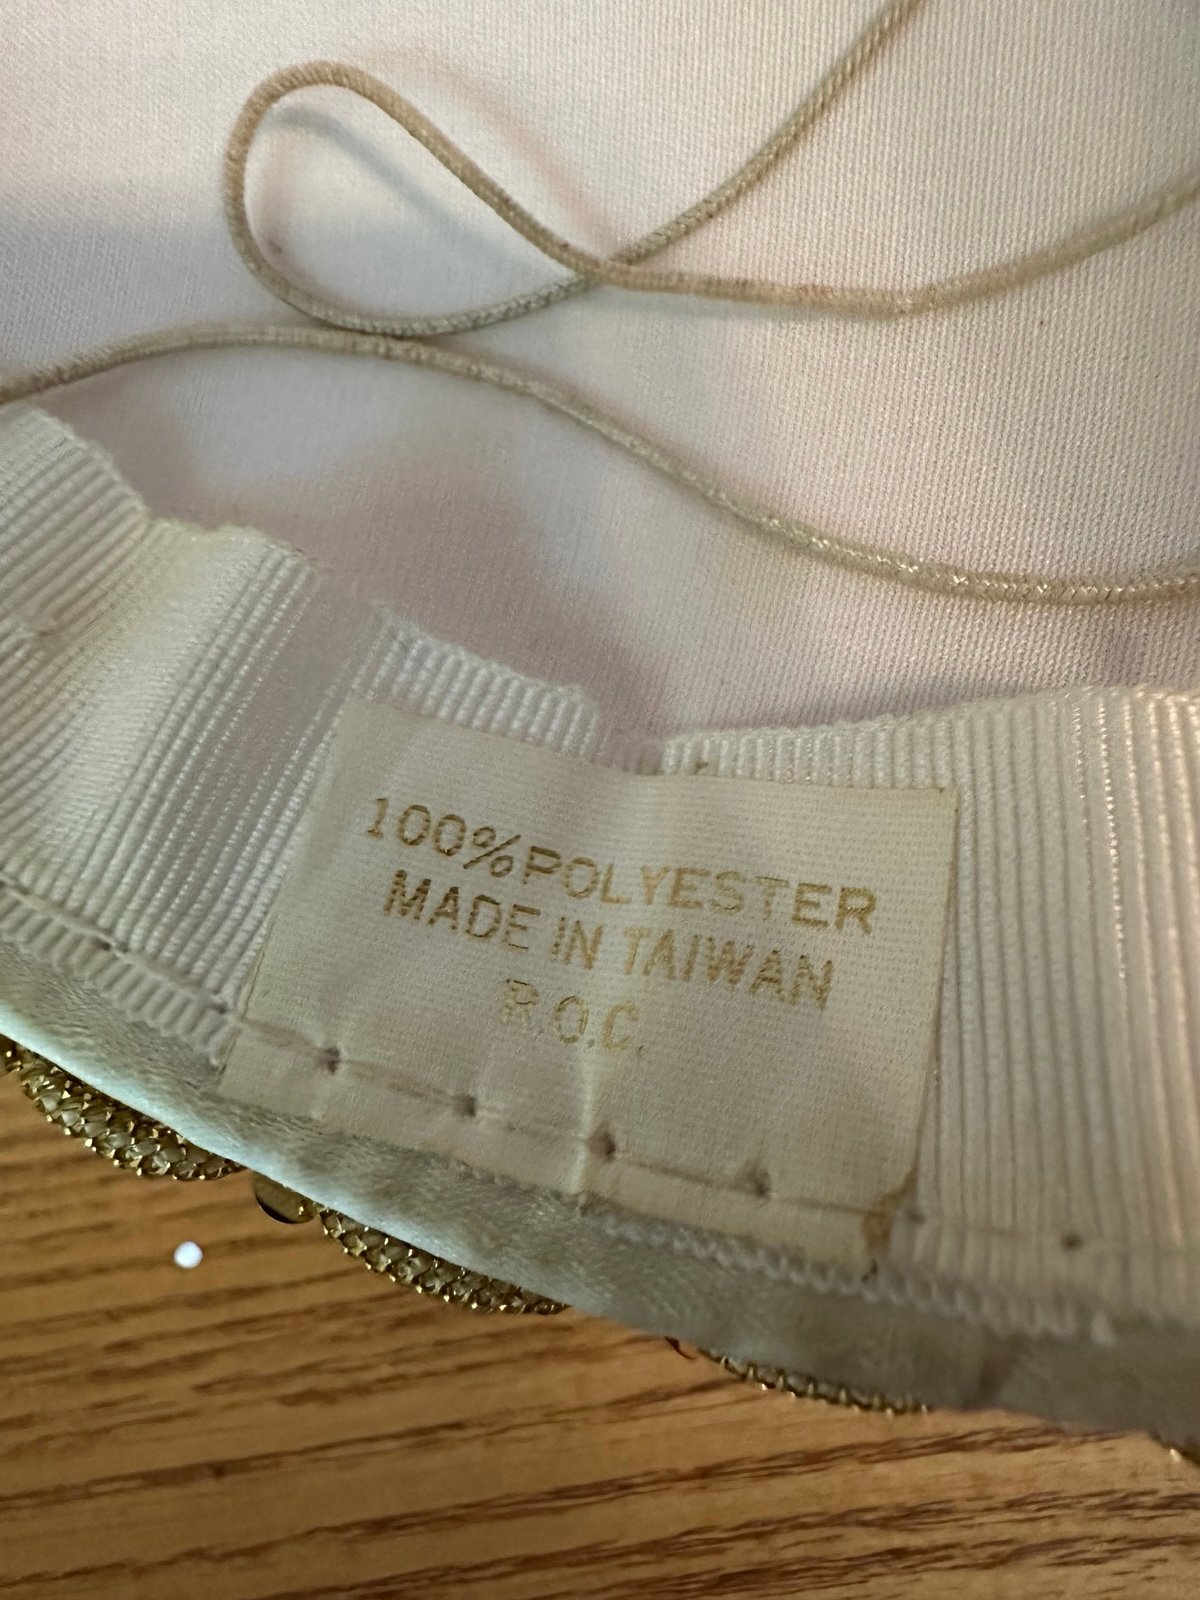 100% POLYESTER
MADE IN TAIWAN
R.O.C.